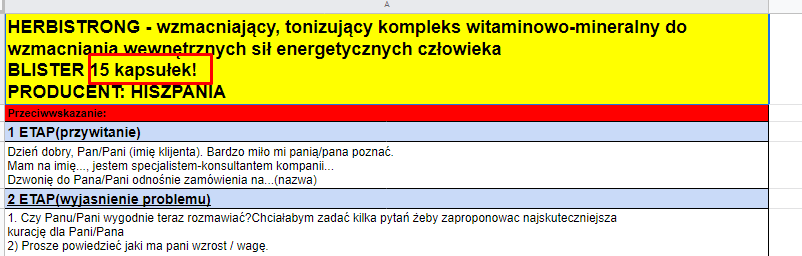 A
HERBISTRONG - wzmacniający, tonizujący kompleks witaminowo-mineralny do
wzmacniania wewnętrznych sił energetycznych człowieka
BLISTER 15 kapsułek!
PRODUCENT: HISZPANIA
Przeciwwskazanie:
1 ETAP(przywitanie)
Dzień dobry, Pan/Pani (imię klijenta). Bardzo miło mi panią/pana poznać.
Mam na imię..., jestem specjalistem-konsultantem kompanii...
Dzwonię do Pana/Pani odnośnie zamówienia na...(nazwa)
2 ETAP(wyjasnienie problemu)
1. Czy Panu/Pani wygodnie teraz rozmawiać?Chciałabym zadać kilka pytań żeby zaproponowac najskuteczniejsza
kurację dla Pani/Pana
2) Prosze powiedzieć jaki ma pani wzrost / wagę.